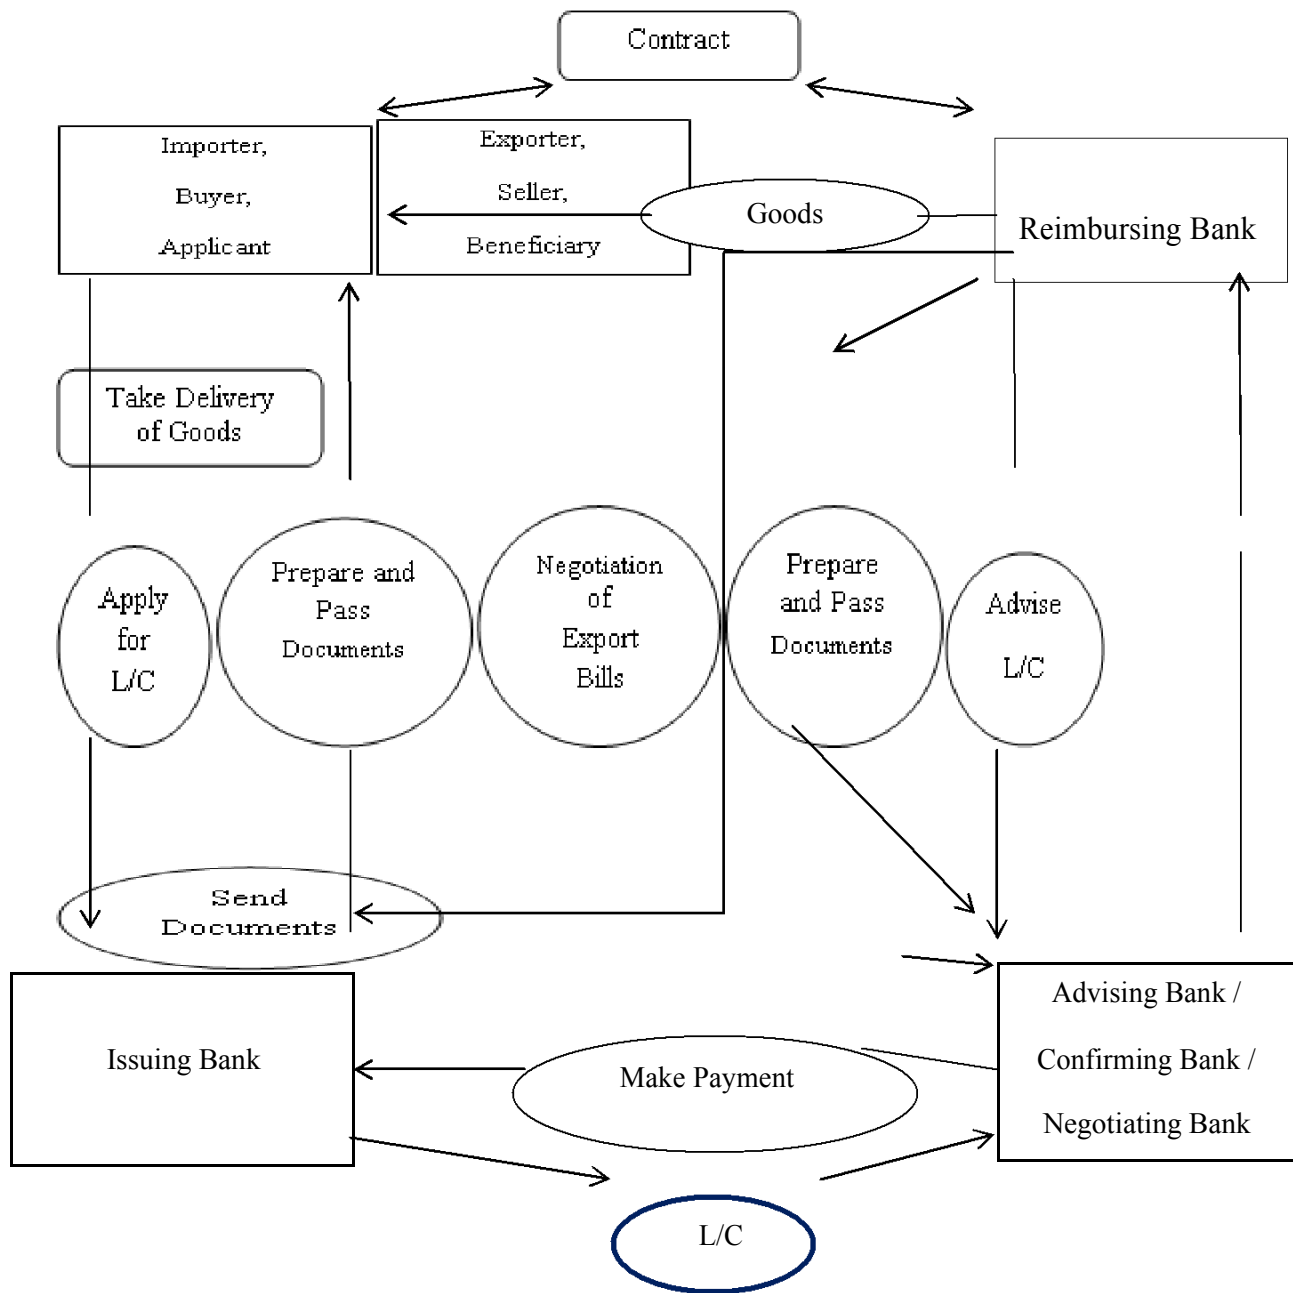 Contract
Importer,
Buyer,
Applicant
Exporter,
Seller,
Beneficiary
Goods
Reimbursing Bank
Take Delivery
of Goods
Apply
for
L/C
Prepare and
Pass
Documents
Negotiation
of
Export
Bills
Prepare
and Pass
Documents
Advise
L/C
Send
Documents
Issuing Bank
Make Payment
Advising Bank /
Confirming Bank /
Negotiating Bank
L/C